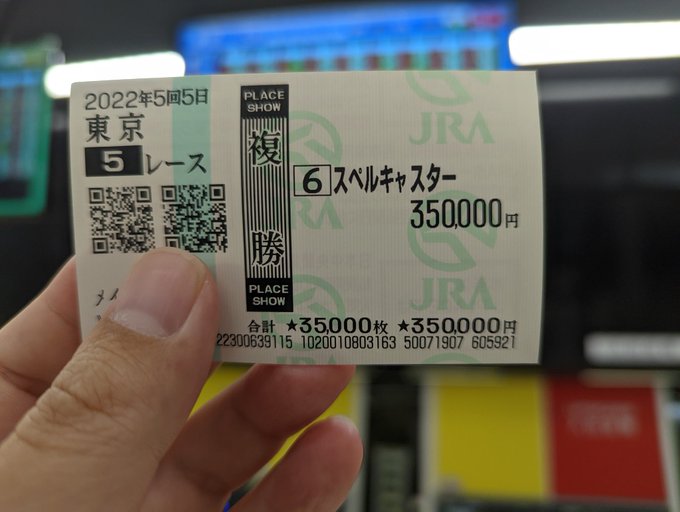 2022年5回5日
東京
5レース
PLACE SHOW
複勝
PLACE SHOW
JRA
6 スペルキャスター
350,000円
JRA
合計 ★35,000枚 ★350,000円
22300639115 1020010803163 50071907 605921